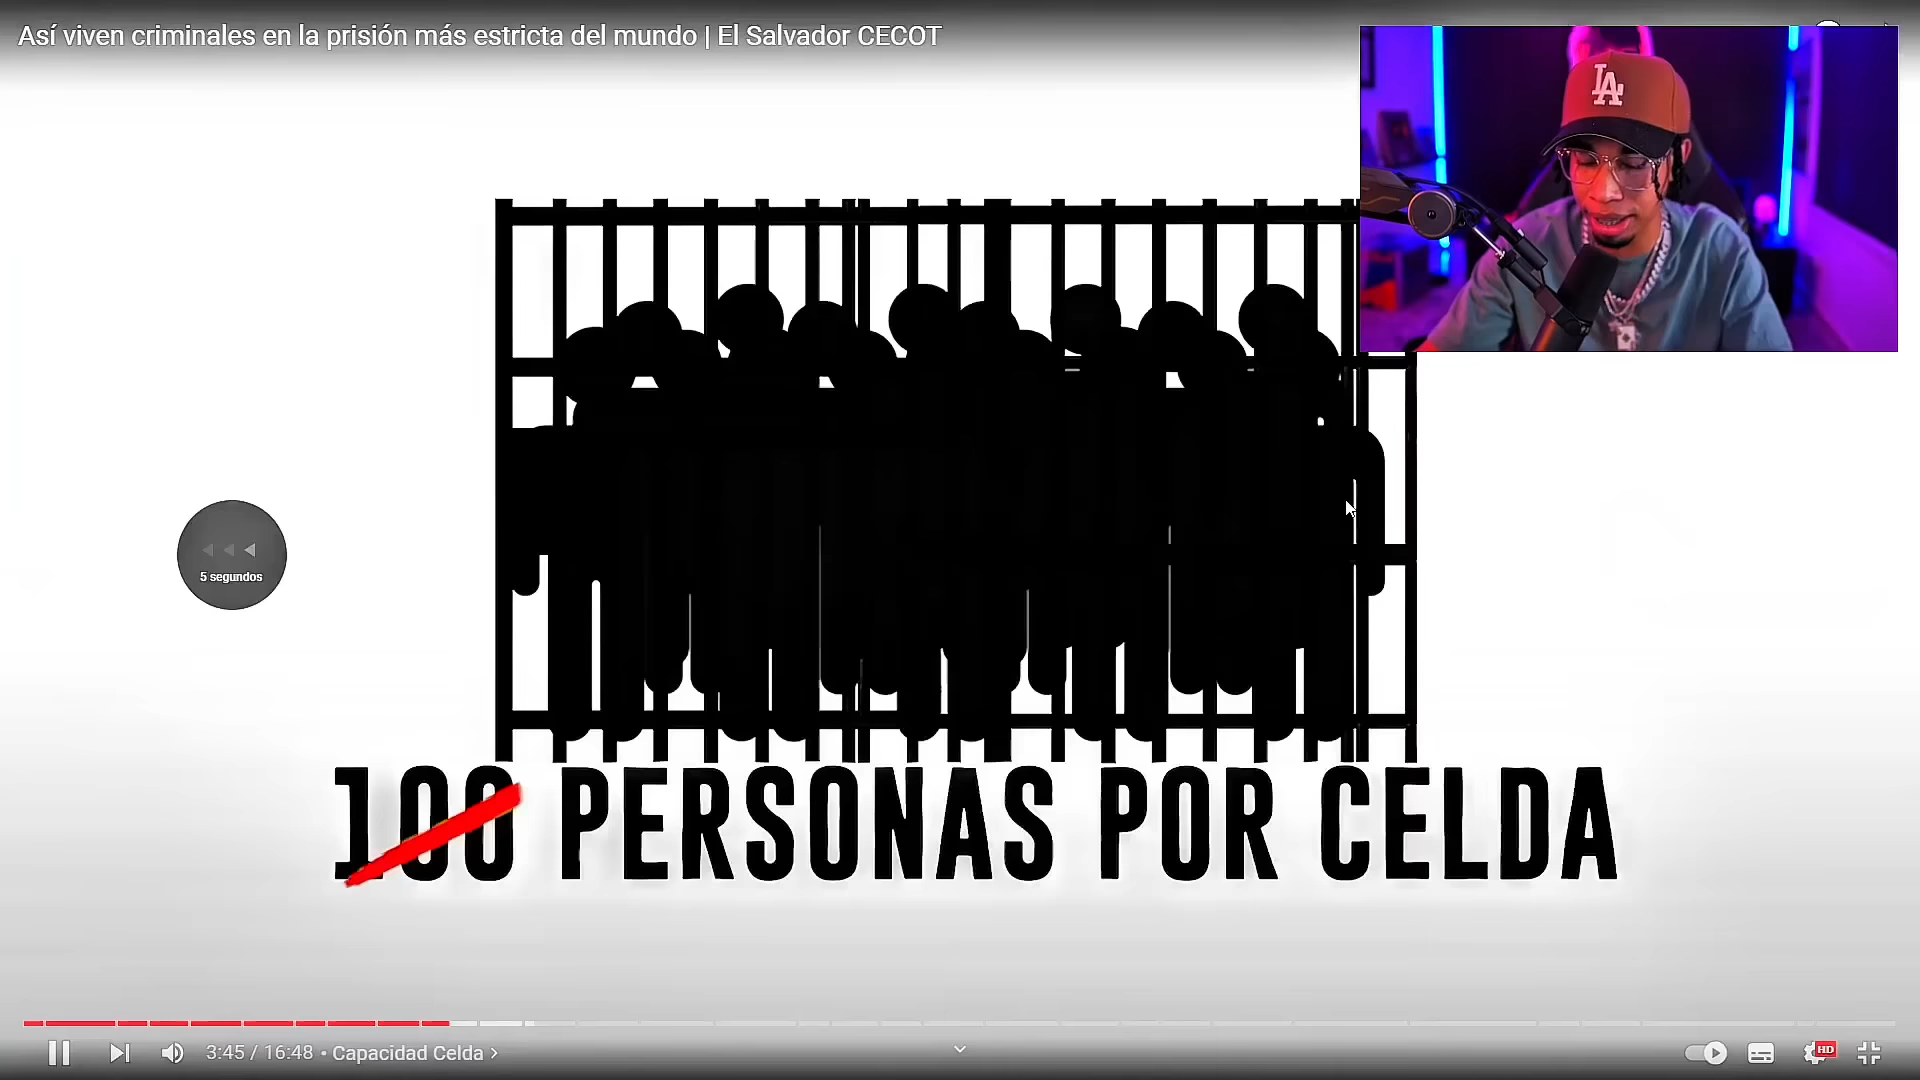 Así viven criminales en la prisión más estricta del mundo | El Salvador CECOT
LA
5 segundos
100 PERSONAS POR CELDA
3:45 / 16:48 • Capacidad Celda >
HD